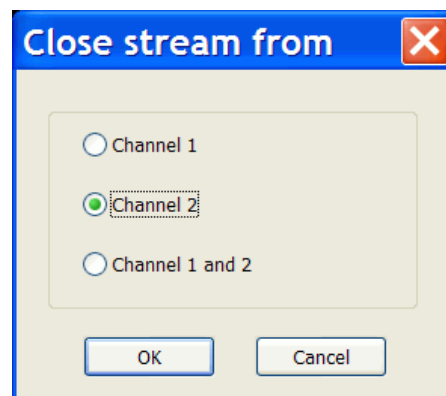 Close stream from
Channel 1
Channel 2
Channel 1 and 2
OK Cancel